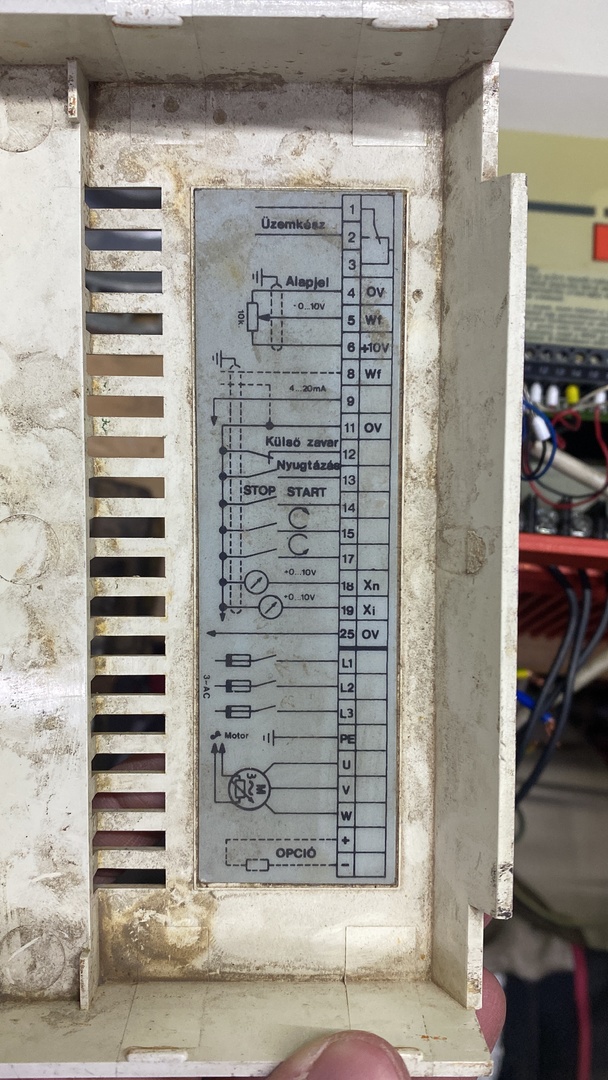 1
Üzemkész
2
3
Alapjel
4 0V
-0...10V
10k
5 Wf
6 +10V
8 Wf
4...20mA
9
11 0V
Külső zavar
12
Nyugtázás
13
STOP START
14
15
17
+0...10V
18 Xn
+0...10V
19 Xi
25 0V
L1
3~AC
L2
L3
Motor
PE
U
M
3~
V
W
+
OPCIÓ
-